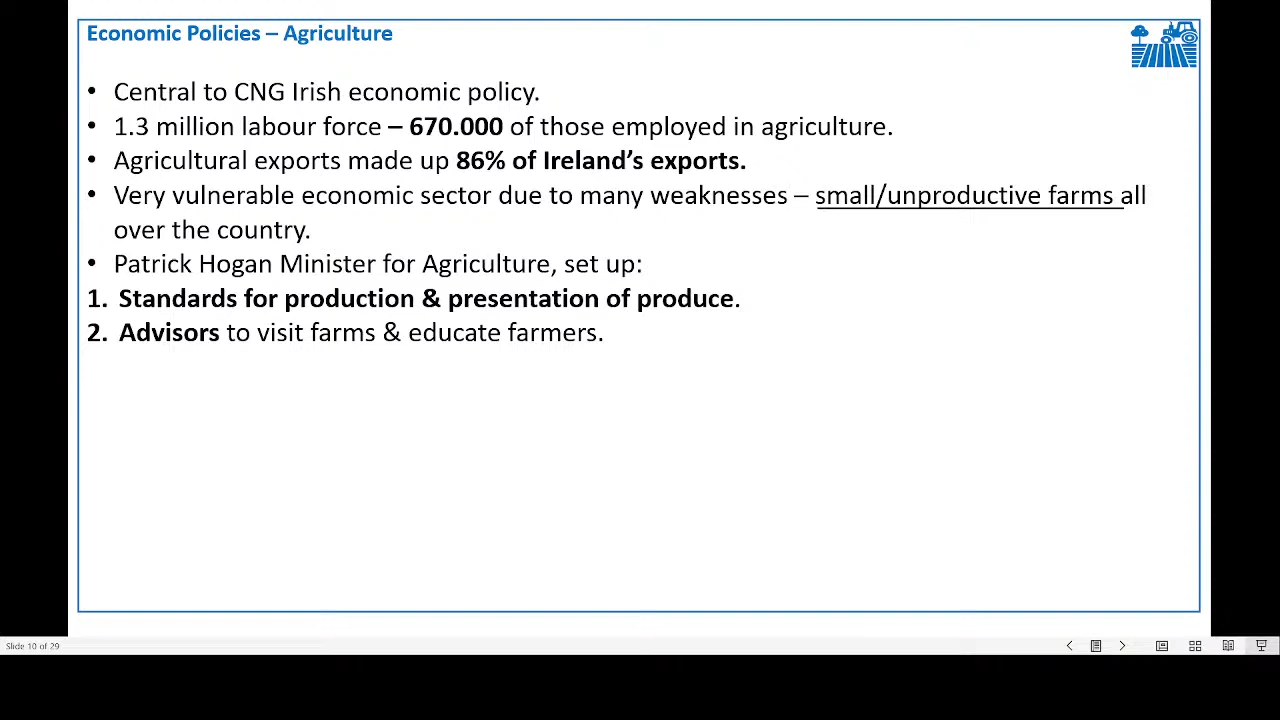 Economic Policies – Agriculture
• Central to CNG Irish economic policy.
• 1.3 million labour force – 670.000 of those employed in agriculture.
• Agricultural exports made up 86% of Ireland's exports.
• Very vulnerable economic sector due to many weaknesses – small/unproductive farms all
over the country.
• Patrick Hogan Minister for Agriculture, set up:
1. Standards for production & presentation of produce.
2. Advisors to visit farms & educate farmers.
Slide 10 of 29